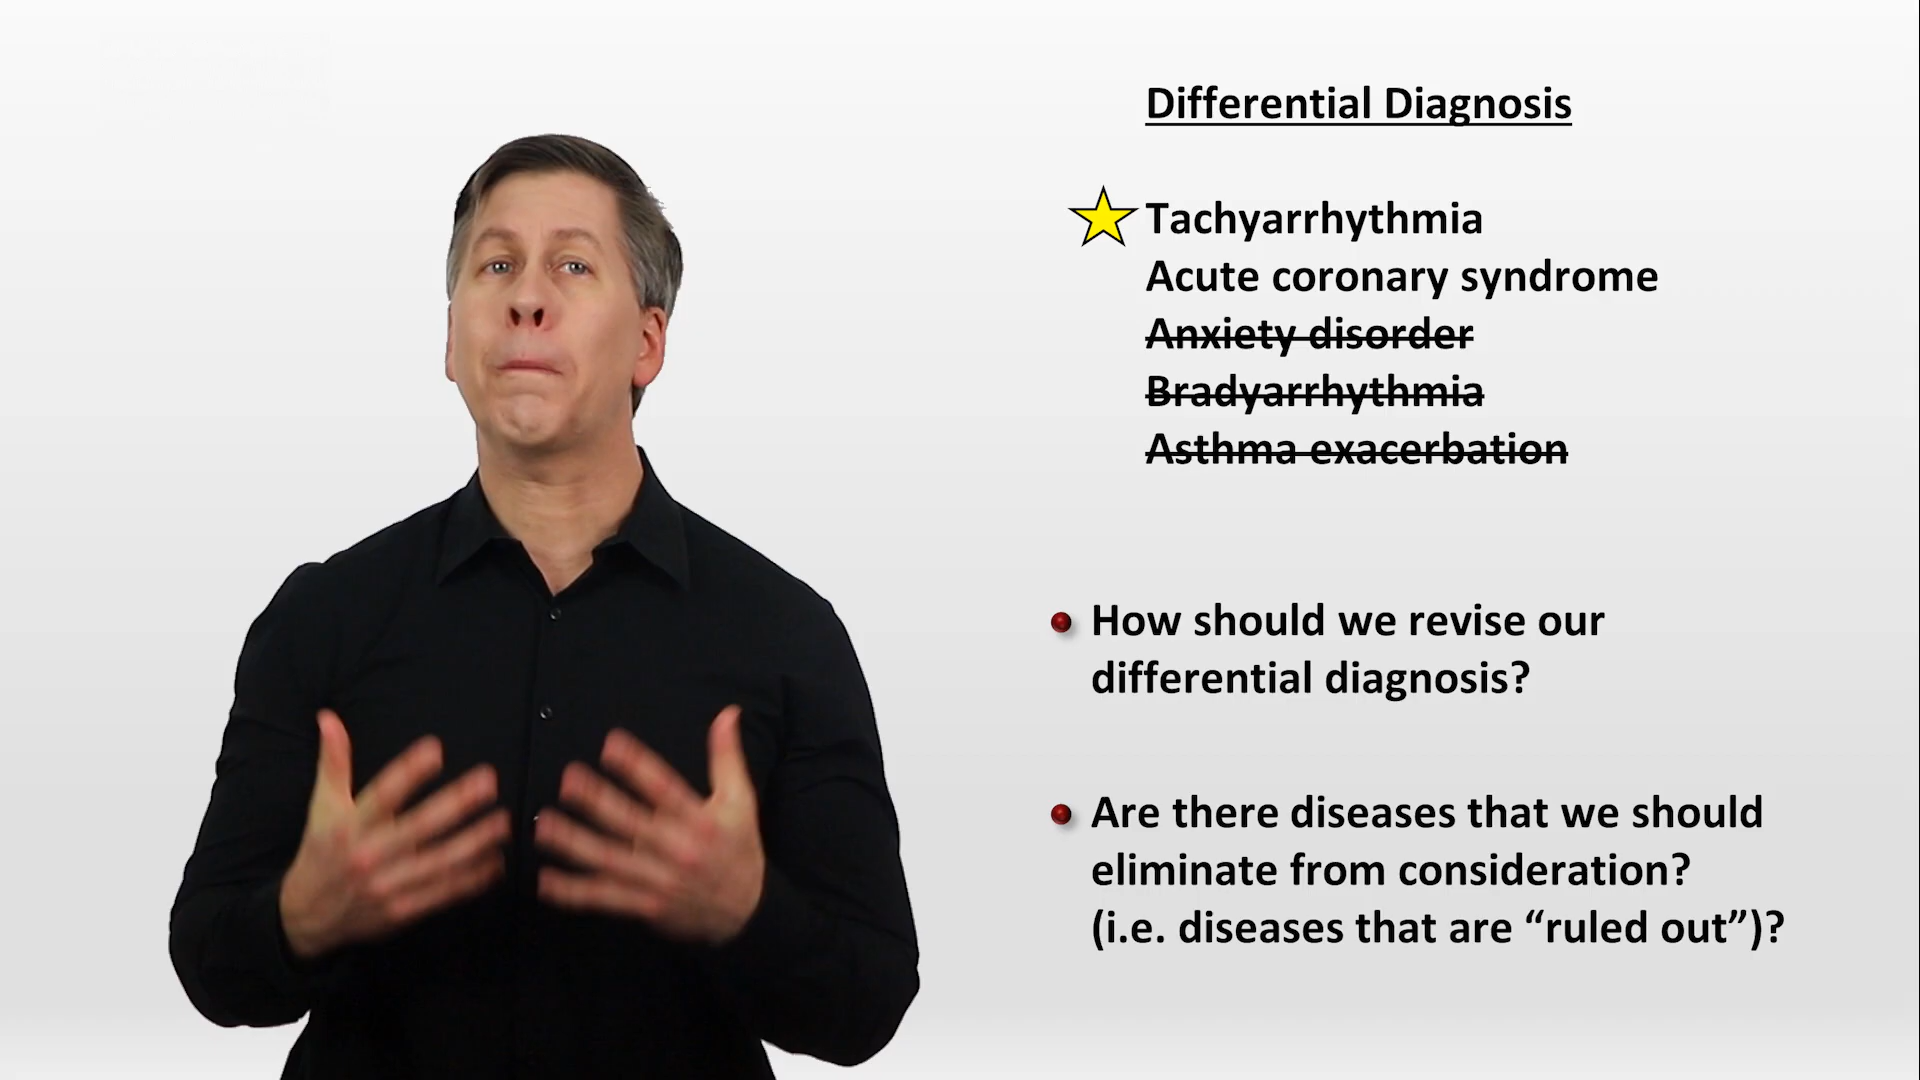 Differential Diagnosis
Tachyarrhythmia
Acute coronary syndrome
Anxiety disorder
Bradyarrhythmia
Asthma exacerbation
How should we revise our
differential diagnosis?
Are there diseases that we should
eliminate from consideration?
(i.e. diseases that are “ruled out”)?